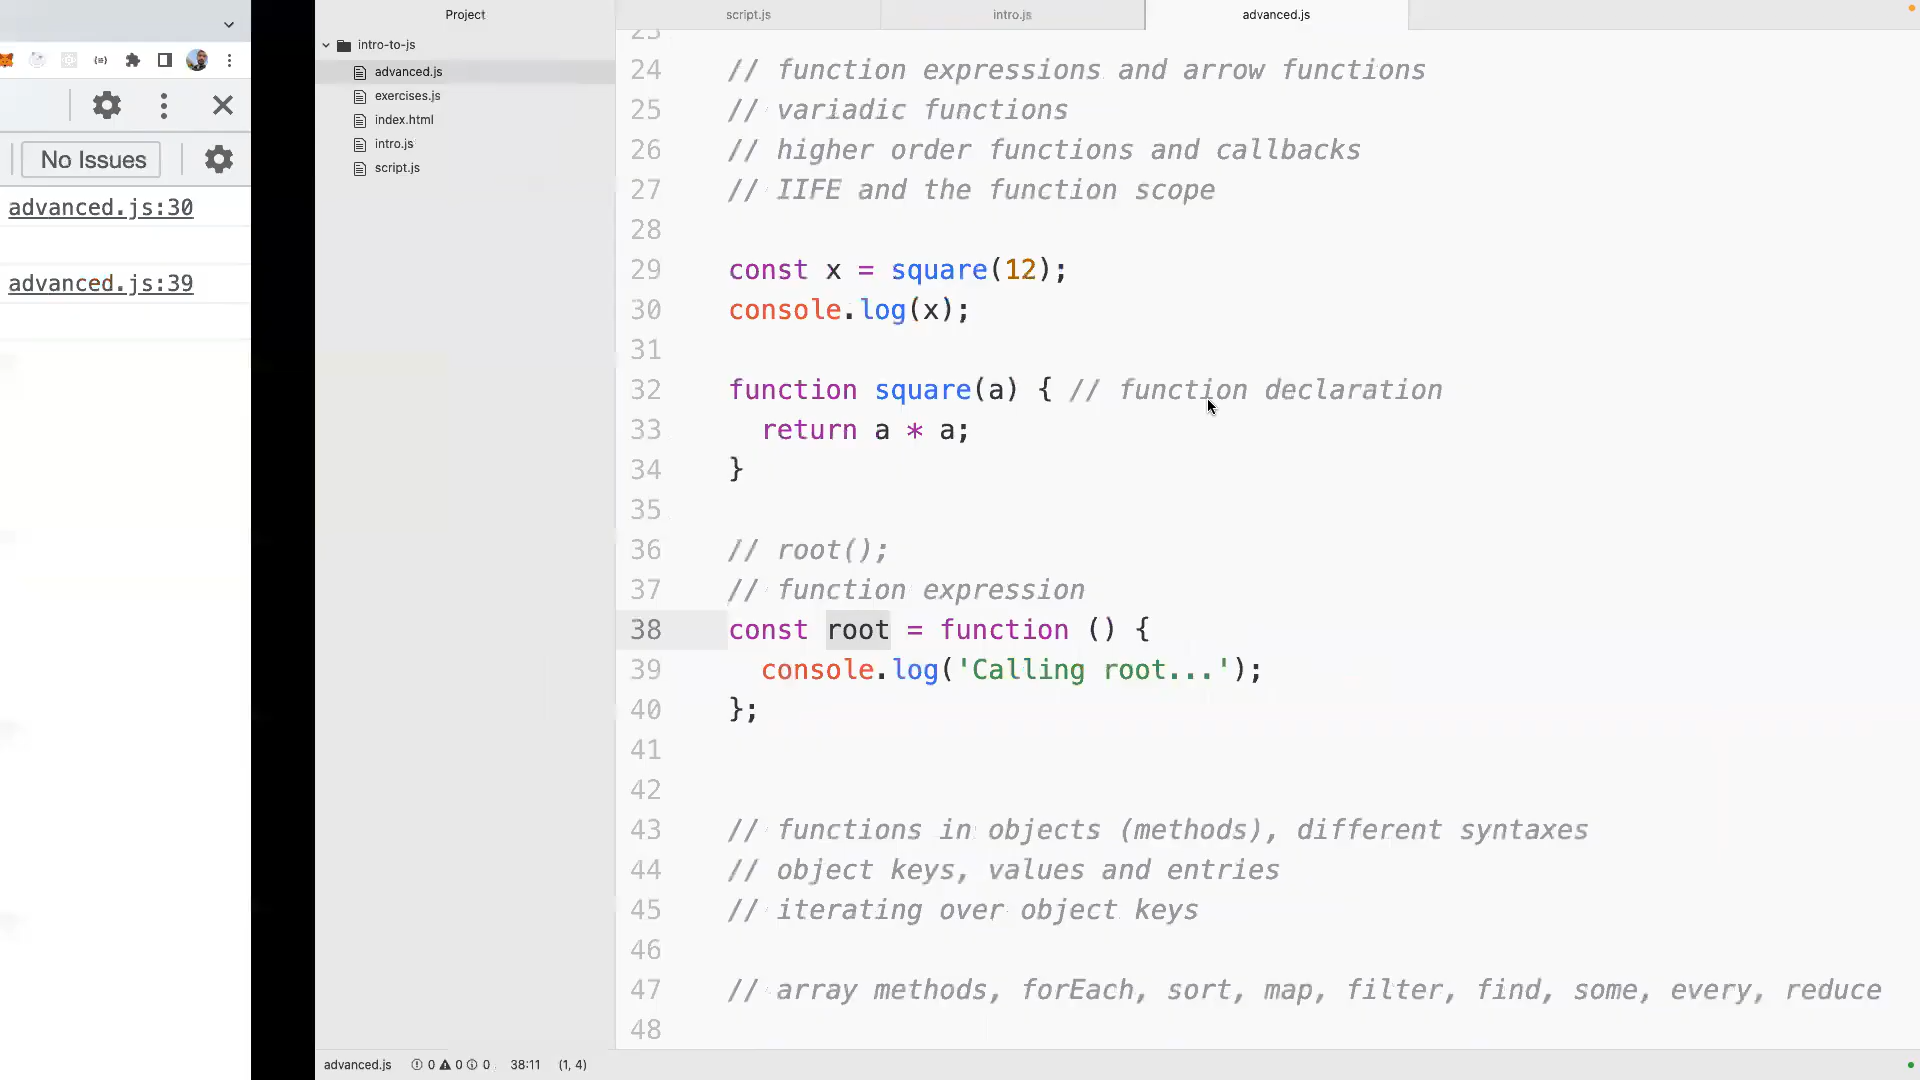 No Issues
advanced.js:30
advanced.js:39
Project
intro-to-js
advanced.js
exercises.js
index.html
intro.js
script.js
script.js
intro.js
advanced.js
23
24 // function expressions and arrow functions
25 // variadic functions
26 // higher order functions and callbacks
27 // IIFE and the function scope
28
29 const x = square(12);
30 console.log(x);
31
32 function square(a) { // function declaration
33 return a * a;
34 }
35
36 // root();
37 // function expression
38 const root = function () {
39 console.log('Calling root...');
40 };
41
42
43 // functions in objects (methods), different syntaxes
44 // object keys, values and entries
45 // iterating over object keys
46
47 // array methods, forEach, sort, map, filter, find, some, every, reduce
48
advanced.js 0 0 0 38:11 (1, 4)